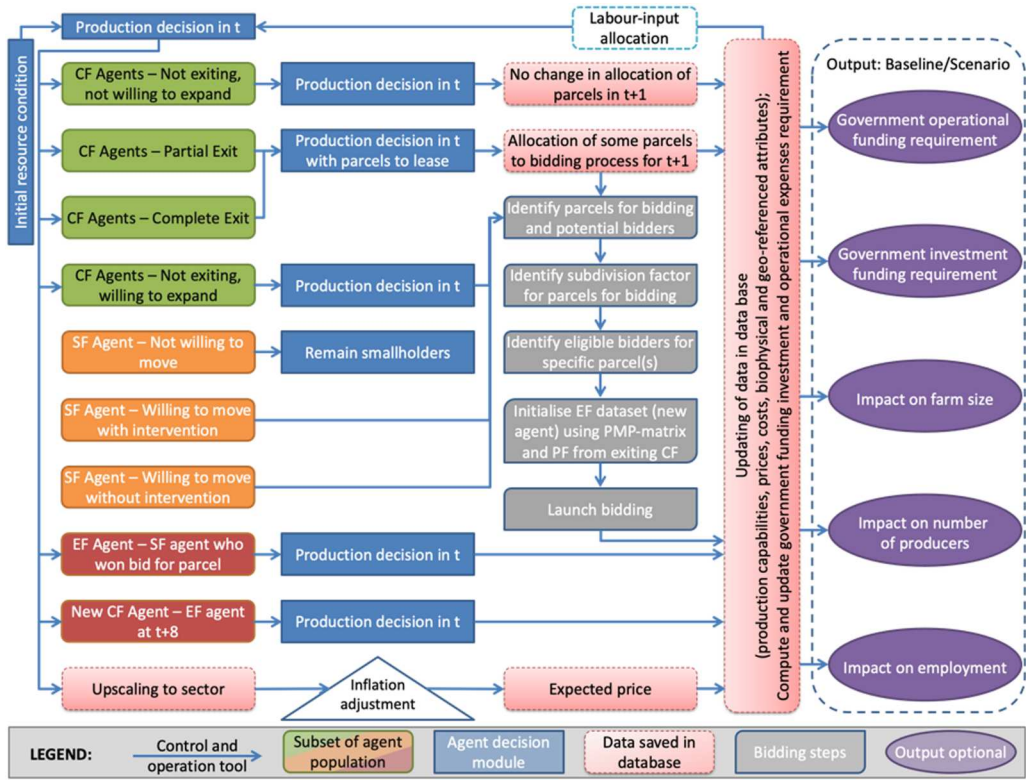 Production decision in t
Labour-input
allocation
Initial resource condition
CF Agents – Not exiting,
not willing to expand
Production decision in t
No change in allocation of
parcels in t+1
CF Agents – Partial Exit
Production decision in t
with parcels to lease
Allocation of some parcels
to bidding process for t+1
CF Agents – Complete Exit
Identify parcels for bidding
and potential bidders
CF Agents – Not exiting,
willing to expand
Production decision in t
Identify subdivision factor
for parcels for bidding
SF Agent – Not willing to
move
Remain smallholders
Identify eligible bidders for
specific parcel(s)
SF Agent – Willing to move
with intervention
Initialise EF dataset (new
agent) using PMP-matrix
and PF from exiting CF
SF Agent – Willing to move
without intervention
Launch bidding
EF Agent – SF agent who
won bid for parcel
Production decision in t
New CF Agent – EF agent
at t+8
Production decision in t
Upscaling to sector
Inflation
adjustment
Expected price
Updating of data in data base
(production capabilities, prices, costs, biophysical and geo-referenced attributes);
Compute and update government funding investment and operational expenses requirement
Output: Baseline/Scenario
Government operational
funding requirement
Government investment
funding requirement
Impact on farm size
Impact on number
of producers
Impact on employment
LEGEND:
Control and
operation tool
Subset of agent
population
Agent decision
module
Data saved in
database
Bidding steps
Output optional